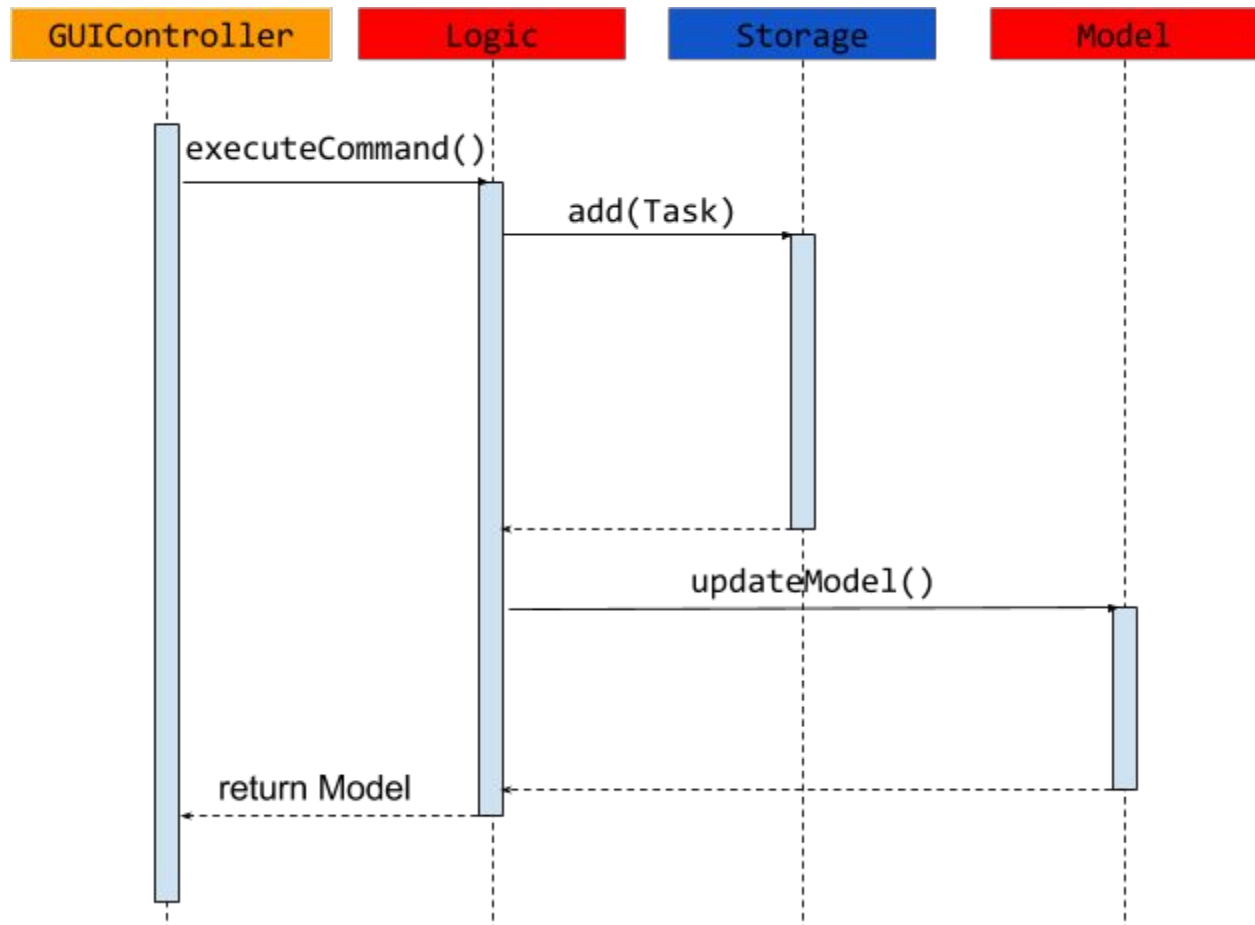 GUIController
Logic
Storage
Model
executeCommand()
add(Task)
updateModel()
return Model